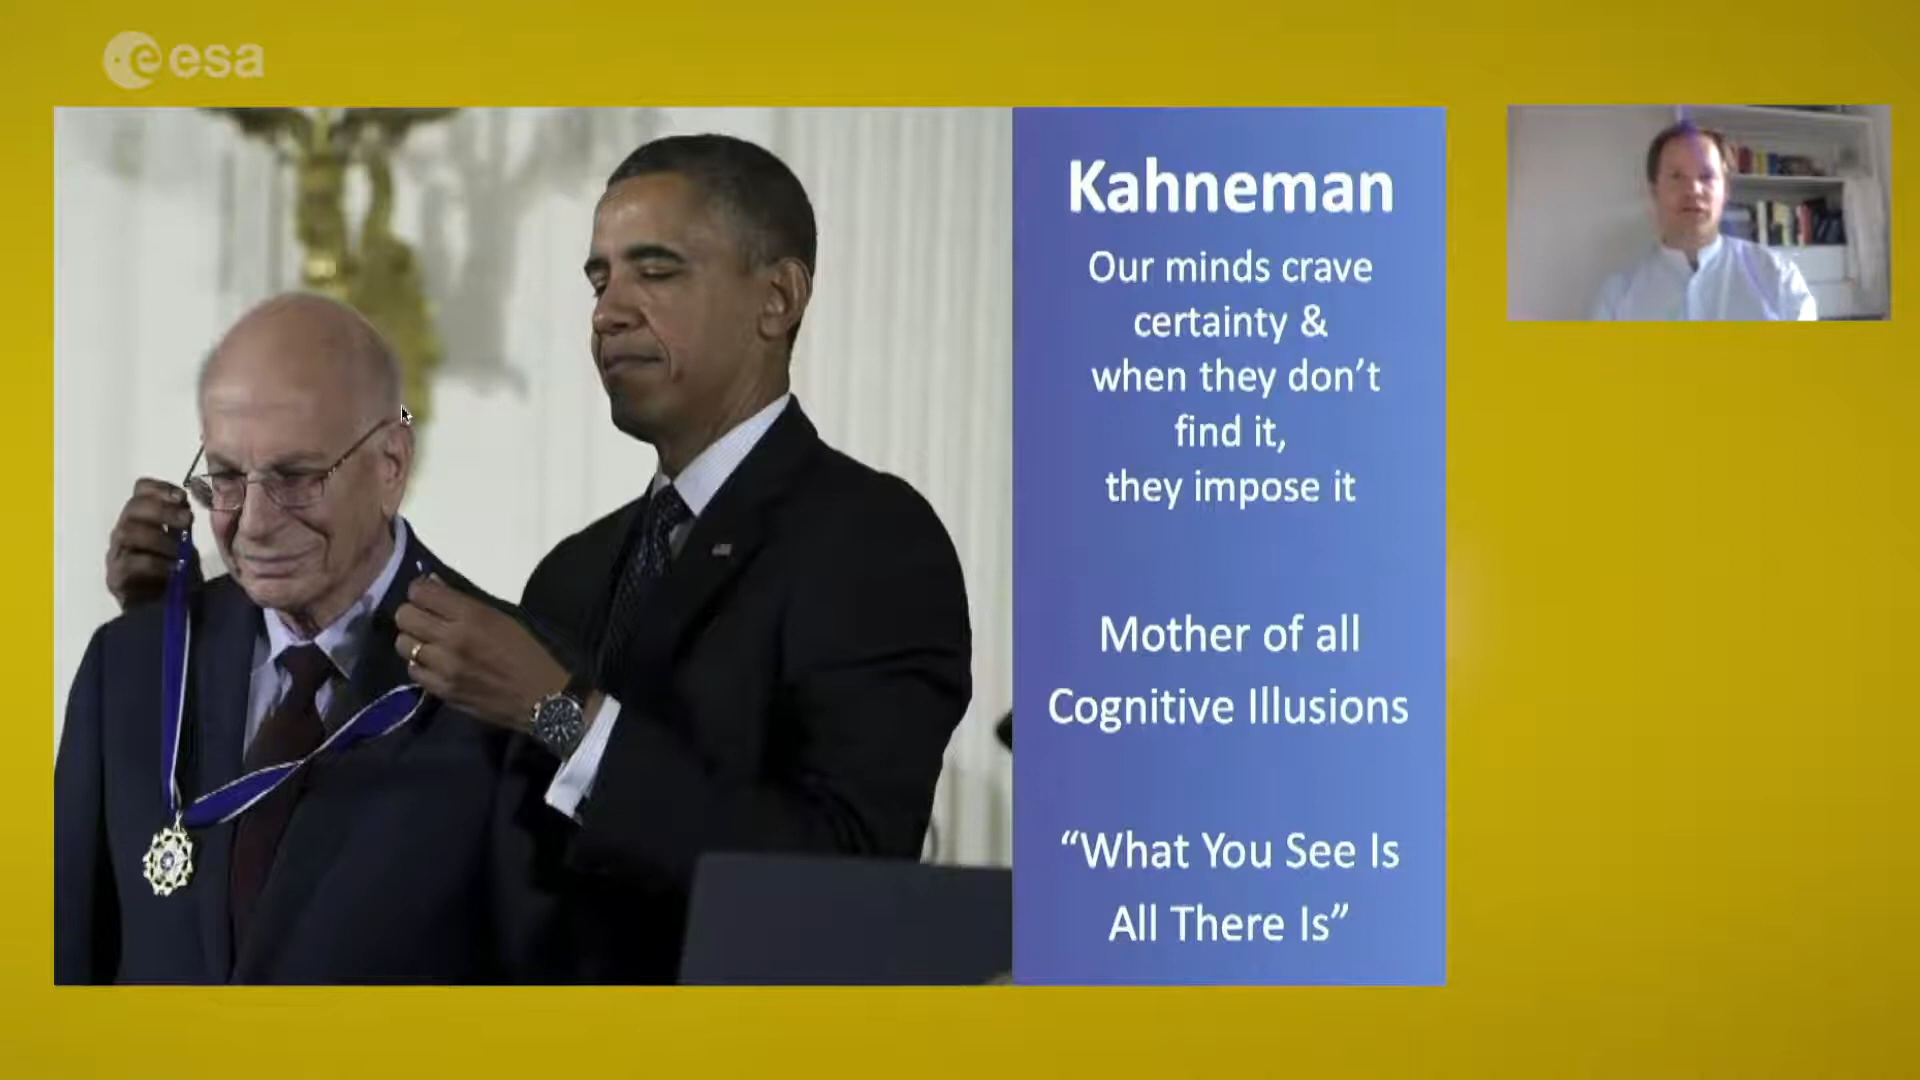 esa
Kahneman
Our minds crave
certainty &
when they don’t
find it,
they impose it
Mother of all
Cognitive Illusions
“What You See Is
All There Is”